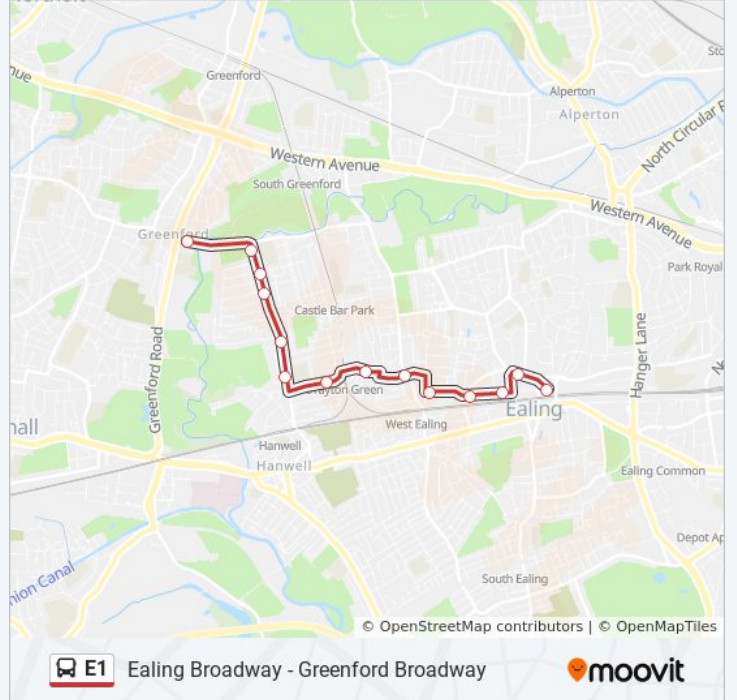 Greenford
Alperton
Alperton
North Circular
Western Avenue
South Greenford
Western Avenue
Greenford
Park Royal
Castle Bar Park
Hanger Lane
Greenford Road
Drayton Green
Ealing
West Ealing
Hanwell
Hanwell
Ealing Common
Depot
South Ealing
© OpenStreetMap contributors | © OpenMapTiles
E1 Ealing Broadway - Greenford Broadway
moovit